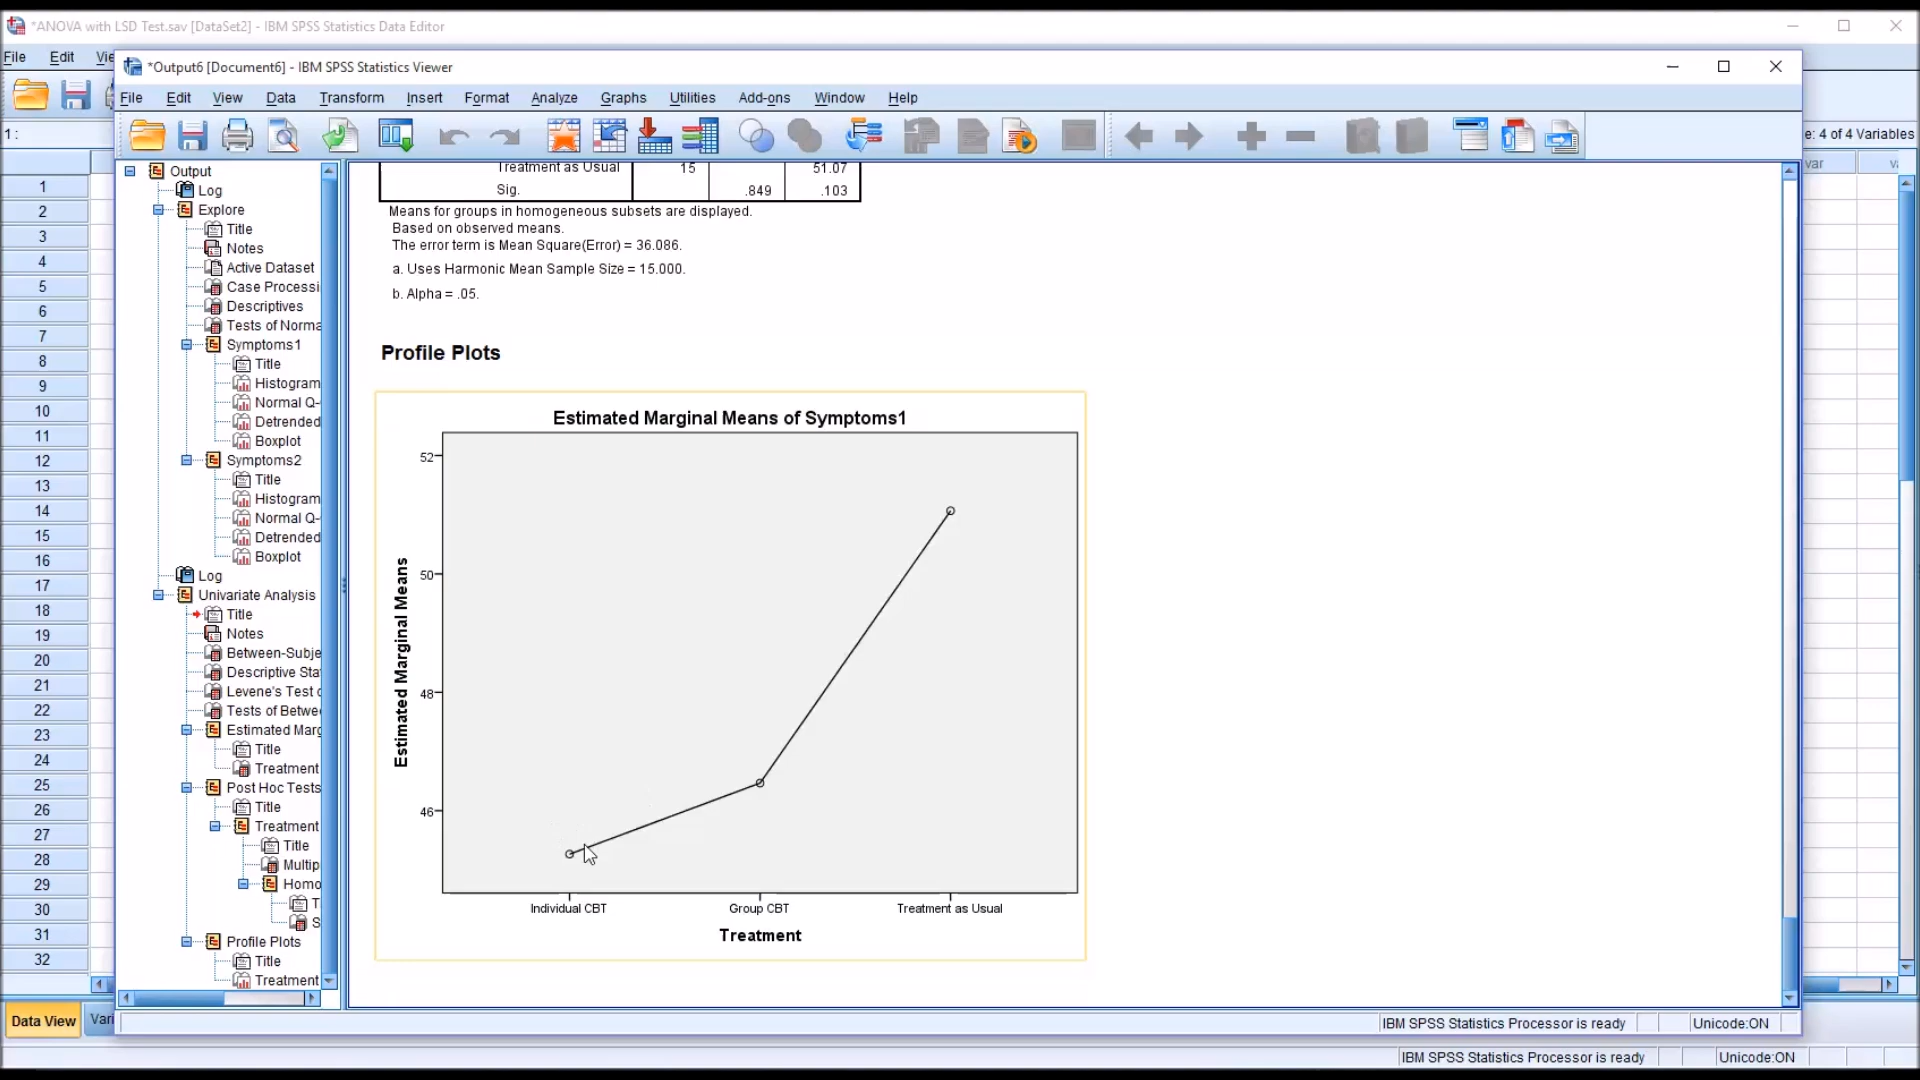 *ANOVA with LSD Test.sav [DataSet2] - IBM SPSS Statistics Data Editor
File Edit
*Output6 [Document6] - IBM SPSS Statistics Viewer
File Edit View Data Transform Insert Format Analyze Graphs Utilities Add-ons Window Help
1 :
e: 4 of 4 Variables
var
1
2
3
4
5
6
7
8
9
10
11
12
13
14
15
16
17
18
19
20
21
22
23
24
25
26
27
28
29
30
31
32
Output
Log
Explore
Title
Notes
Active Dataset
Case Processi
Descriptives
Tests of Norma
Symptoms1
Title
Histogram
Normal Q-
Detrended
Boxplot
Symptoms2
Title
Histogram
Normal Q-
Detrended
Boxplot
Log
Univariate Analysis
Title
Notes
Between-Subje
Descriptive Sta
Levene's Test
Tests of Betwe
Estimated Marg
Title
Treatment
Post Hoc Tests
Title
Treatment
Title
Multip
Homo
T
S
Profile Plots
Title
Treatment
Treatment as Usual 15 51.07
Sig. .849 .103
Means for groups in homogeneous subsets are displayed.
Based on observed means.
The error term is Mean Square(Error) = 36.086.
a. Uses Harmonic Mean Sample Size = 15.000.
b. Alpha = .05.
Profile Plots
Estimated Marginal Means of Symptoms1
Estimated Marginal Means
52
50
48
46
Individual CBT Group CBT Treatment as Usual
Treatment
Data View Vari
IBM SPSS Statistics Processor is ready Unicode:ON
IBM SPSS Statistics Processor is ready Unicode:ON